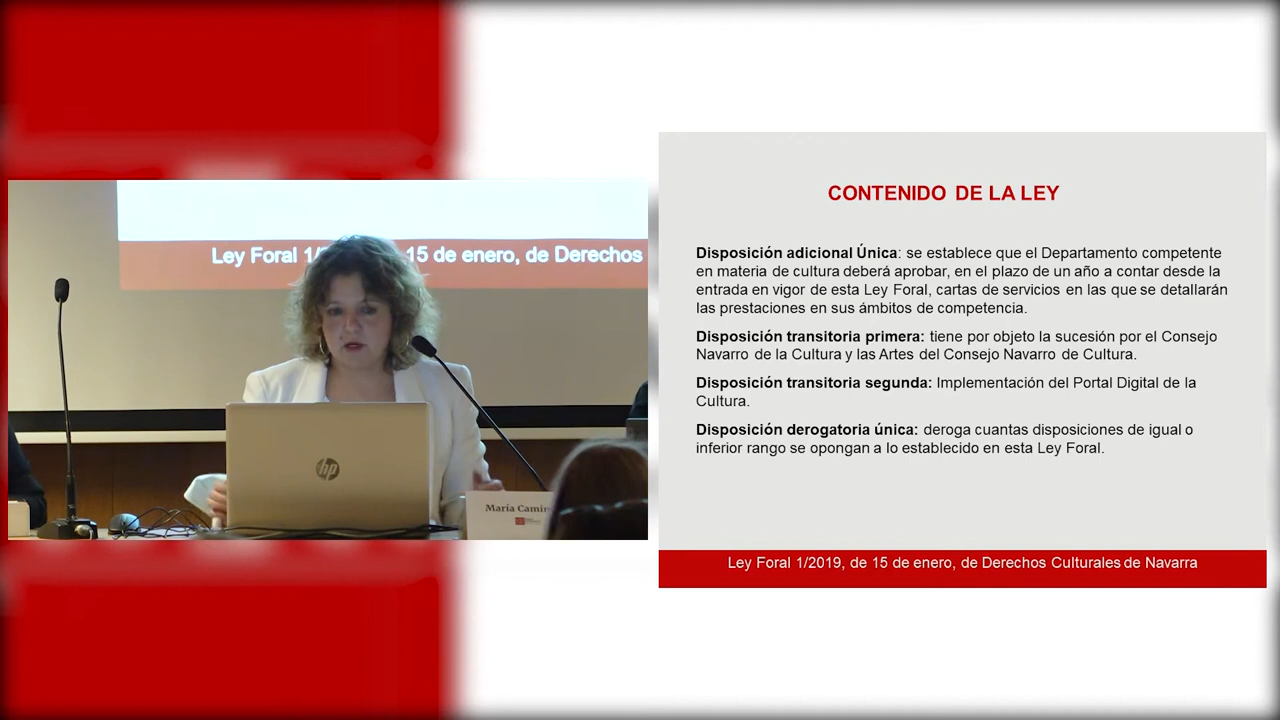 Ley Foral 1/ 15 de enero, de Derechos
hp
María
CONTENIDO DE LA LEY
Disposición adicional Única: se establece que el Departamento competente
en materia de cultura deberá aprobar, en el plazo de un año a contar desde la
entrada en vigor de esta Ley Foral, cartas de servicios en las que se detallarán
las prestaciones en sus ámbitos de competencia.
Disposición transitoria primera: tiene por objeto la sucesión por el Consejo
Navarro de la Cultura y las Artes del Consejo Navarro de Cultura.
Disposición transitoria segunda: Implementación del Portal Digital de la
Cultura.
Disposición derogatoria única: deroga cuantas disposiciones de igual o
inferior rango se opongan a lo establecido en esta Ley Foral.
Ley Foral 1/2019, de 15 de enero, de Derechos Culturales de Navarra